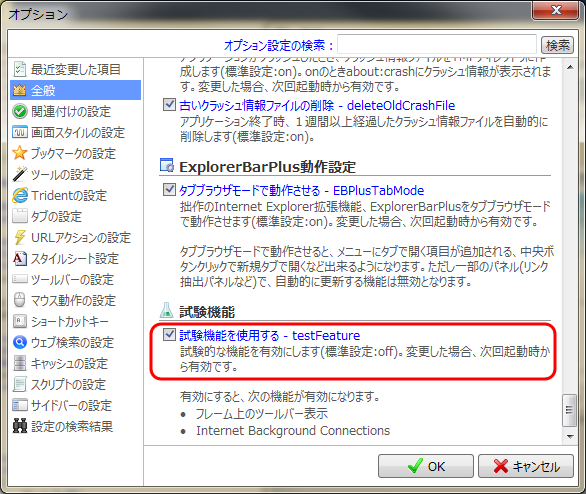 オプション
オプション設定の検索：
検索
最近変更した項目
全般
関連付けの設定
画面スタイルの設定
ブックマークの設定
ツールの設定
Tridentの設定
タブの設定
URLアクションの設定
スタイルシート設定
ツールバーの設定
マウス動作の設定
ショートカットキー
ウェブ検索の設定
キャッシュの設定
スクリプトの設定
サイドバーの設定
設定の検索結果
成します(標準設定:on)。onのときabout:crashにクラッシュ情報が表示されま
す。変更した場合、次回起動時から有効です。
古いクラッシュ情報ファイルの削除 - deleteOldCrashFile
アプリケーション終了時、１週間以上経過したクラッシュ情報ファイルを自動的に
削除します(標準設定:on)。
ExplorerBarPlus動作設定
タブブラウザモードで動作させる - EBPlusTabMode
拙作のInternet Explorer拡張機能、ExplorerBarPlusをタブブラウザモード
で動作させます(標準設定:on)。変更した場合、次回起動時から有効です。
タブブラウザモードで動作させると、メニューにタブで開く項目が追加される、中央ボ
タンクリックで新規タブで開くなど出来るようになります。ただし一部のパネル(リンク
抽出パネルなど)で、自動的に更新する機能は無効となります。
試験機能
試験機能を使用する - testFeature
試験的な機能を有効にします(標準設定:off)。変更した場合、次回起動時か
ら有効です。
有効にすると、次の機能が有効になります。
• フレーム上のツールバー表示
• Internet Background Connections
OK
キャンセル